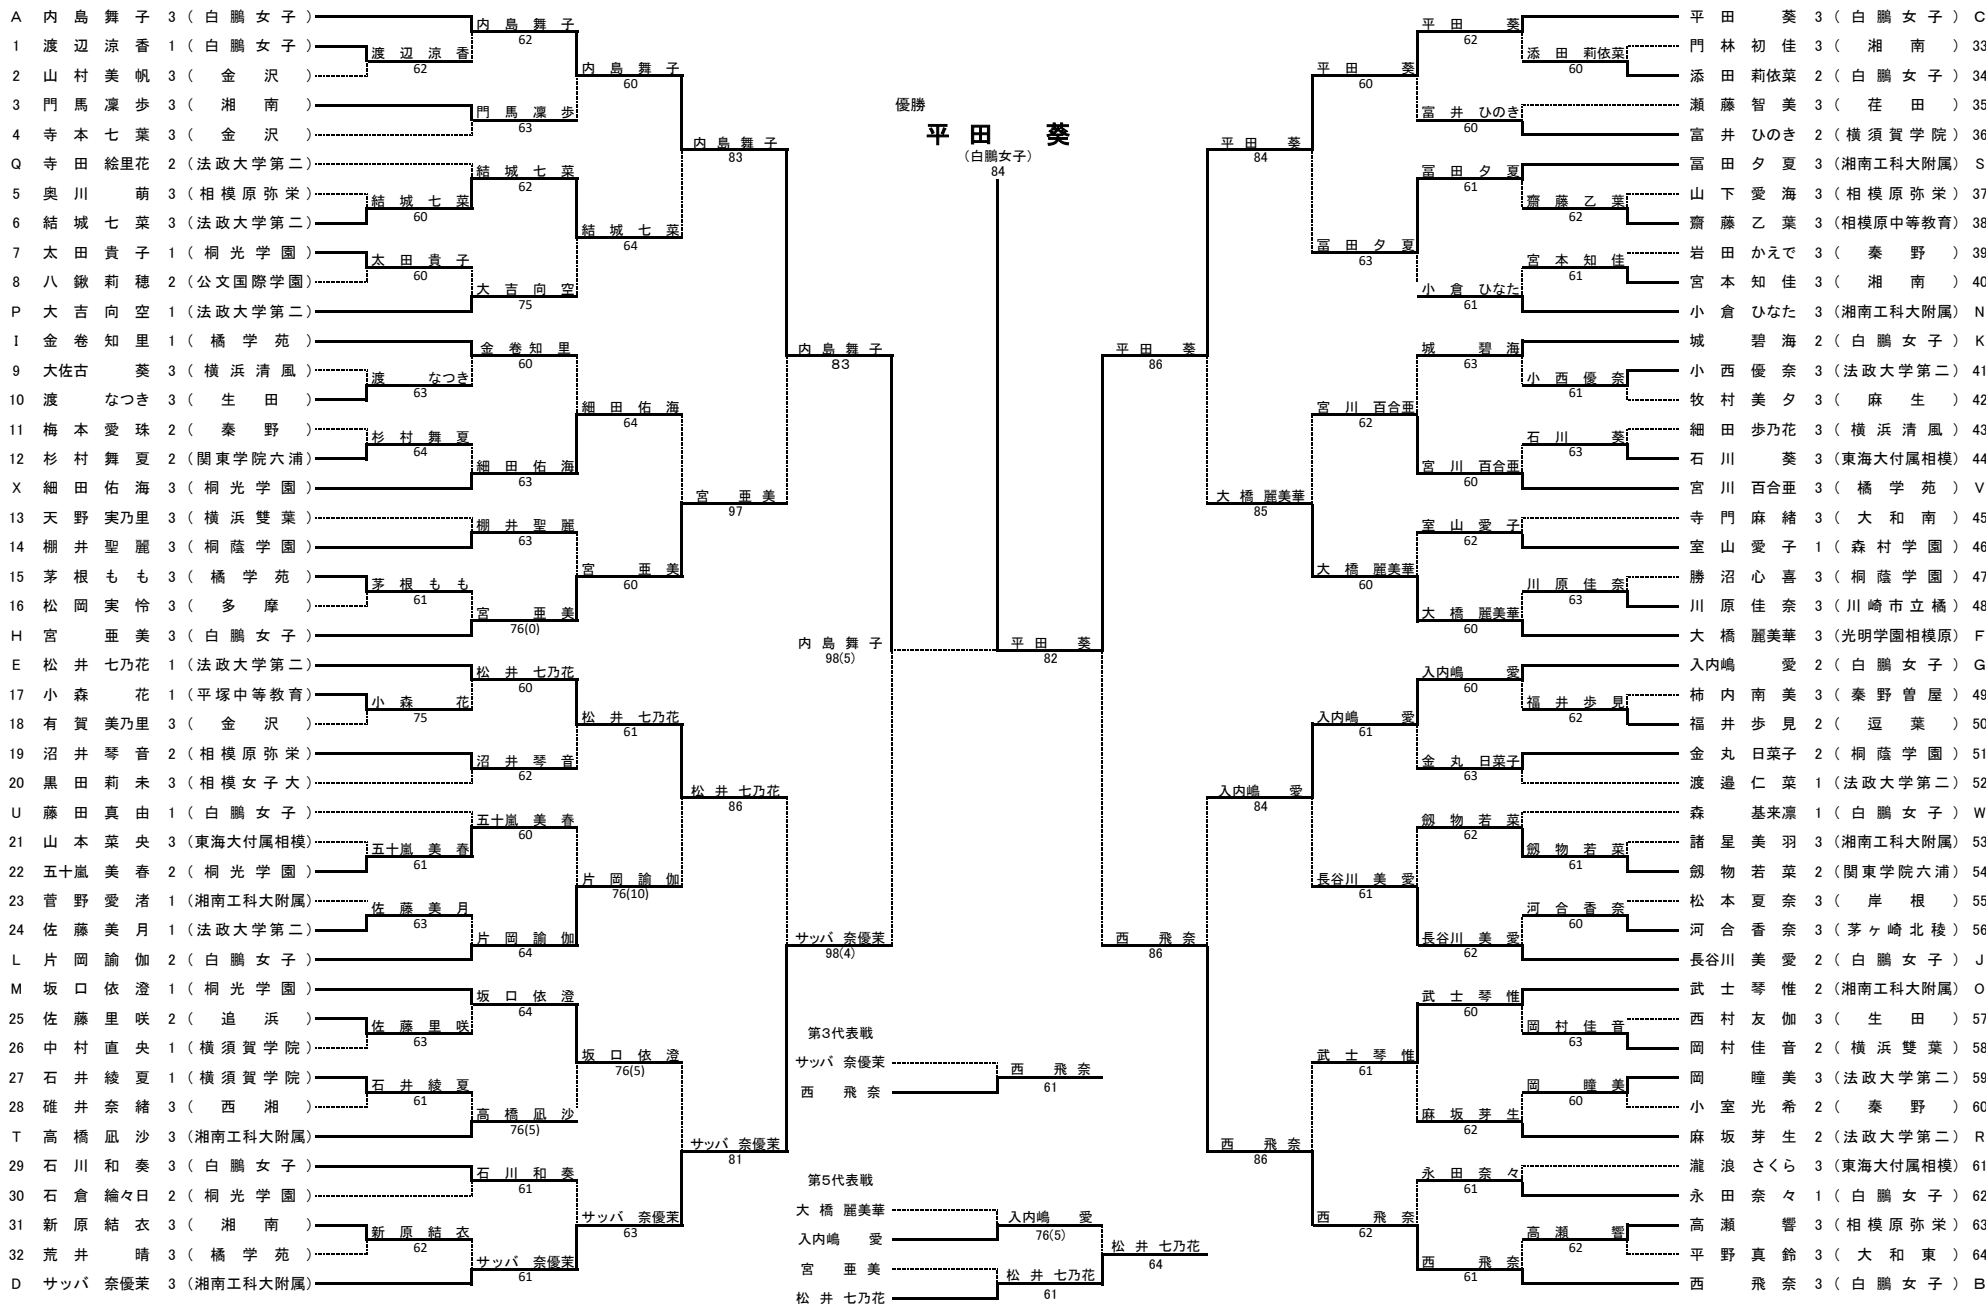 A 内島舞子 3 (白鵬女子)
1 渡辺涼香 1 (白鵬女子)
2 山村美帆 3 (金沢)
3 門馬凜歩 3 (湘南)
4 寺本七葉 3 (金沢)
Q 寺田絵里花 2 (法政大学第二)
5 奥川萌 3 (相模原弥栄)
6 結城七菜 3 (法政大学第二)
7 太田貴子 1 (桐光学園)
8 八鍬莉穂 2 (公文国際学園)
P 大吉向空 1 (法政大学第二)
I 金巻知里 1 (橘学苑)
9 大佐古葵 3 (横浜清風)
10 渡なつき 3 (生田)
11 梅本愛珠 2 (秦野)
12 杉村舞夏 2 (関東学院六浦)
X 細田佑海 3 (桐光学園)
13 天野実乃里 3 (横浜雙葉)
14 棚井聖麗 3 (桐蔭学園)
15 茅根もも 3 (橘学苑)
16 松岡実怜 3 (多摩)
H 宮亜美 3 (白鵬女子)
E 松井七乃花 1 (法政大学第二)
17 小森花 1 (平塚中等教育)
18 有賀美乃里 3 (金沢)
19 沼井琴音 2 (相模原弥栄)
20 黒田莉未 3 (相模女子大)
U 藤田真由 1 (白鵬女子)
21 山本菜央 3 (東海大付属相模)
22 五十嵐美春 2 (桐光学園)
23 菅野愛渚 1 (湘南工科大附属)
24 佐藤美月 1 (法政大学第二)
L 片岡諭伽 2 (白鵬女子)
M 坂口依澄 1 (桐光学園)
25 佐藤里咲 2 (追浜)
26 中村直央 1 (横須賀学院)
27 石井綾夏 1 (横須賀学院)
28 碓井奈緒 3 (西湘)
T 高橋凪沙 3 (湘南工科大附属)
29 石川和奏 3 (白鵬女子)
30 石倉綸々日 2 (桐光学園)
31 新原結衣 3 (湘南)
32 荒井晴 3 (橘学苑)
D サッパ奈優茉 3 (湘南工科大附属)
渡辺涼香 62
結城七菜 60
太田貴子 60
渡なつき 63
杉村舞夏 64
茅根もも 61
小森花 75
五十嵐美春 61
佐藤美月 63
佐藤里咲 63
石井綾夏 61
新原結衣 62
内島舞子 62
門馬凜歩 63
結城七菜 62
大吉向空 75
金巻知里 60
細田佑海 63
棚井聖麗 63
宮亜美 76(0)
松井七乃花 60
沼井琴音 62
五十嵐美春 60
片岡諭伽 64
坂口依澄 64
高橋凪沙 76(5)
石川和奏 61
サッパ奈優茉 61
内島舞子 60
結城七菜 64
細田佑海 64
宮亜美 60
松井七乃花 61
片岡諭伽 76(10)
坂口依澄 76(5)
サッパ奈優茉 63
内島舞子 83
宮亜美 97
松井七乃花 86
サッパ奈優茉 81
内島舞子 83
サッパ奈優茉 98(4)
内島舞子 98(5)
優勝
平田葵
(白鵬女子)
84
平田葵 82
第3代表戦
サッパ奈優茉
西飛奈
西飛奈 61
第5代表戦
大橋麗美華
入内嶋愛
宮亜美
松井七乃花
入内嶋愛 76(5)
松井七乃花 61
松井七乃花 64
平田葵 86
西飛奈 86
平田葵 84
大橋麗美華 85
入内嶋愛 84
西飛奈 86
平田葵 60
冨田夕夏 63
宮川百合亜 62
大橋麗美華 60
入内嶋愛 61
長谷川美愛 61
武士琴惟 61
西飛奈 62
平田葵 62
富井ひのき 60
冨田夕夏 61
小倉ひなた 61
城碧海 63
宮川百合亜 60
室山愛子 62
大橋麗美華 60
入内嶋愛 60
金丸日菜子 63
劔物若菜 62
長谷川美愛 62
武士琴惟 60
麻坂芽生 62
永田奈々 61
西飛奈 61
添田莉依菜 60
齋藤乙葉 62
宮本知佳 61
小西優奈 61
石川葵 63
川原佳奈 63
福井歩見 62
劔物若菜 61
河合香奈 60
岡村佳音 63
岡瞳美 60
高瀬響 62
平田葵 3 (白鵬女子) C
門林初佳 3 (湘南) 33
添田莉依菜 2 (白鵬女子) 34
瀬藤智美 3 (荏田) 35
富井ひのき 2 (横須賀学院) 36
冨田夕夏 3 (湘南工科大附属) S
山下愛海 3 (相模原弥栄) 37
齋藤乙葉 3 (相模原中等教育) 38
岩田かえで 3 (秦野) 39
宮本知佳 3 (湘南) 40
小倉ひなた 3 (湘南工科大附属) N
城碧海 2 (白鵬女子) K
小西優奈 3 (法政大学第二) 41
牧村美夕 3 (麻生) 42
細田歩乃花 3 (横浜清風) 43
石川葵 3 (東海大付属相模) 44
宮川百合亜 3 (橘学苑) V
寺門麻緒 3 (大和南) 45
室山愛子 1 (森村学園) 46
勝沼心喜 3 (桐蔭学園) 47
川原佳奈 3 (川崎市立橘) 48
大橋麗美華 3 (光明学園相模原) F
入内嶋愛 2 (白鵬女子) G
柿内南美 3 (秦野曽屋) 49
福井歩見 2 (逗葉) 50
金丸日菜子 2 (桐蔭学園) 51
渡邉仁菜 1 (法政大学第二) 52
森基来凛 1 (白鵬女子) W
諸星美羽 3 (湘南工科大附属) 53
劔物若菜 2 (関東学院六浦) 54
松本夏奈 3 (岸根) 55
河合香奈 3 (茅ヶ崎北稜) 56
長谷川美愛 2 (白鵬女子) J
武士琴惟 2 (湘南工科大附属) O
西村友伽 3 (生田) 57
岡村佳音 2 (横浜雙葉) 58
岡瞳美 3 (法政大学第二) 59
小室光希 2 (秦野) 60
麻坂芽生 2 (法政大学第二) R
瀧浪さくら 3 (東海大付属相模) 61
永田奈々 1 (白鵬女子) 62
高瀬響 3 (相模原弥栄) 63
平野真鈴 3 (大和東) 64
西飛奈 3 (白鵬女子) B